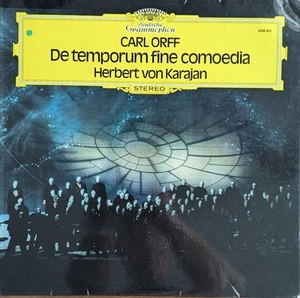 Deutsche
Grammophon
CARL ORFF
De temporum fine comoedia
Herbert von Karajan
STEREO